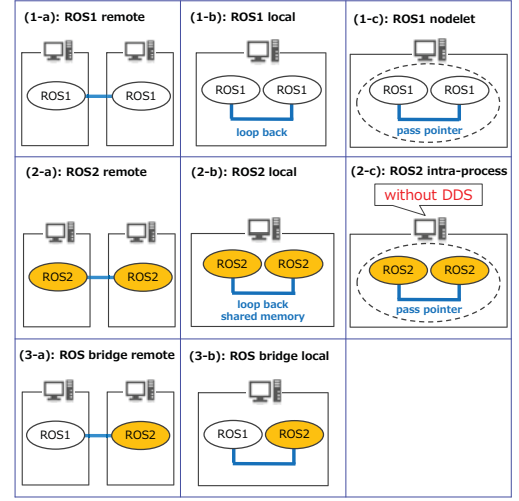 (1-a): ROS1 remote
(1-b): ROS1 local
(1-c): ROS1 nodelet
ROS1
ROS1
ROS1
ROS1
loop back
ROS1
ROS1
pass pointer
(2-a): ROS2 remote
(2-b): ROS2 local
(2-c): ROS2 intra-process
without DDS
ROS2
ROS2
ROS2
ROS2
loop back
shared memory
ROS2
ROS2
pass pointer
(3-a): ROS bridge remote
(3-b): ROS bridge local
ROS1
ROS2
ROS1
ROS2